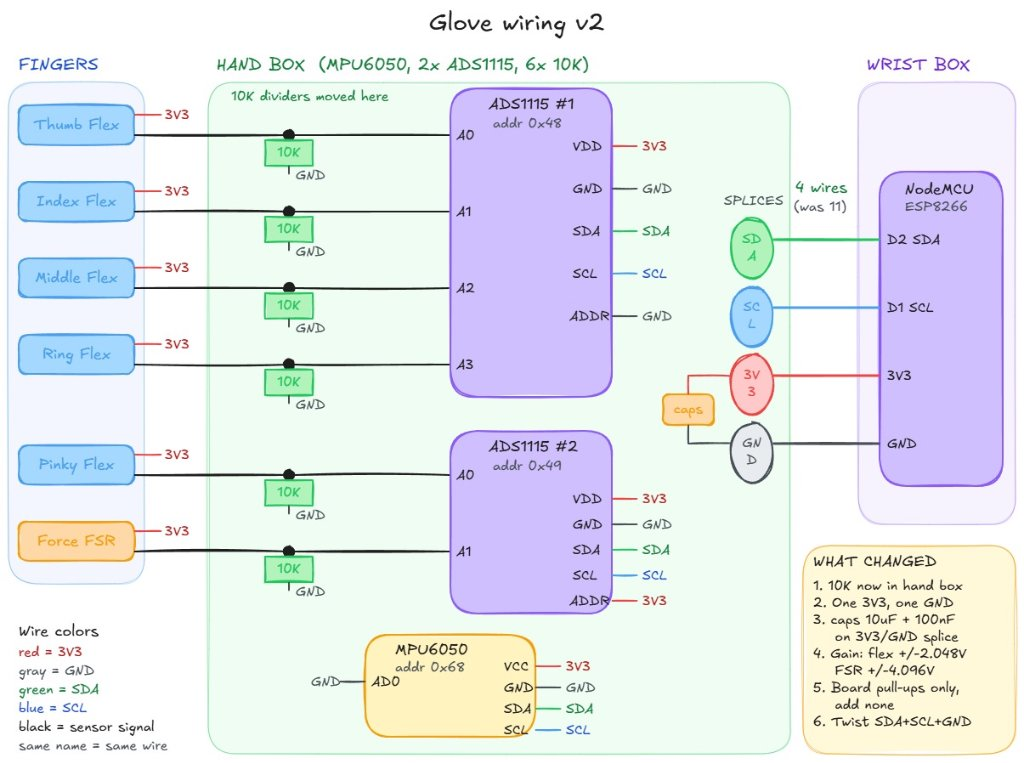 Glove wiring v2
FINGERS
Thumb Flex
3V3
Index Flex
3V3
Middle Flex
3V3
Ring Flex
3V3
Pinky Flex
3V3
Force FSR
3V3
HAND BOX (MPU6050, 2x ADS1115, 6x 10K)
10K dividers moved here
10K
GND
10K
GND
10K
GND
10K
GND
10K
GND
10K
GND
ADS1115 #1
addr 0x48
A0
A1
A2
A3
VDD
3V3
GND
GND
SDA
SDA
SCL
SCL
ADDR
GND
ADS1115 #2
addr 0x49
A0
A1
VDD
3V3
GND
GND
SDA
SDA
SCL
SCL
ADDR
3V3
MPU6050
addr 0x68
GND
AD0
VCC
3V3
GND
GND
SDA
SDA
SCL
SCL
SPLICES
4 wires
(was 11)
SD
A
SC
L
3V
3
GN
D
caps
WRIST BOX
NodeMCU
ESP8266
D2 SDA
D1 SCL
3V3
GND
WHAT CHANGED
1. 10K now in hand box
2. One 3V3, one GND
3. caps 10uF + 100nF
on 3V3/GND splice
4. Gain: flex +/-2.048V
FSR +/-4.096V
5. Board pull-ups only,
add none
6. Twist SDA+SCL+GND
Wire colors
red = 3V3
gray = GND
green = SDA
blue = SCL
black = sensor signal
same name = same wire